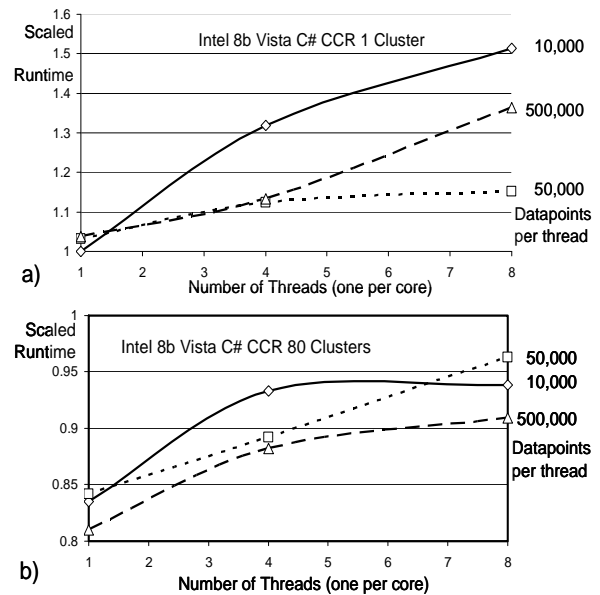 1.6
Scaled
Runtime
Intel 8b Vista C# CCR 1 Cluster
10,000
1.5
1.4
500,000
1.3
1.2
50,000
1.1
Datapoints
per thread
1
a)
1 2 3 4 5 6 7 8
Number of Threads (one per core)
1
Scaled
Runtime
Intel 8b Vista C# CCR 80 Clusters
50,000
0.95
10,000
500,000
0.9
Datapoints
per thread
0.85
0.8
1 2 3 4 5 6 7 8
b)
Number of Threads (one per core)